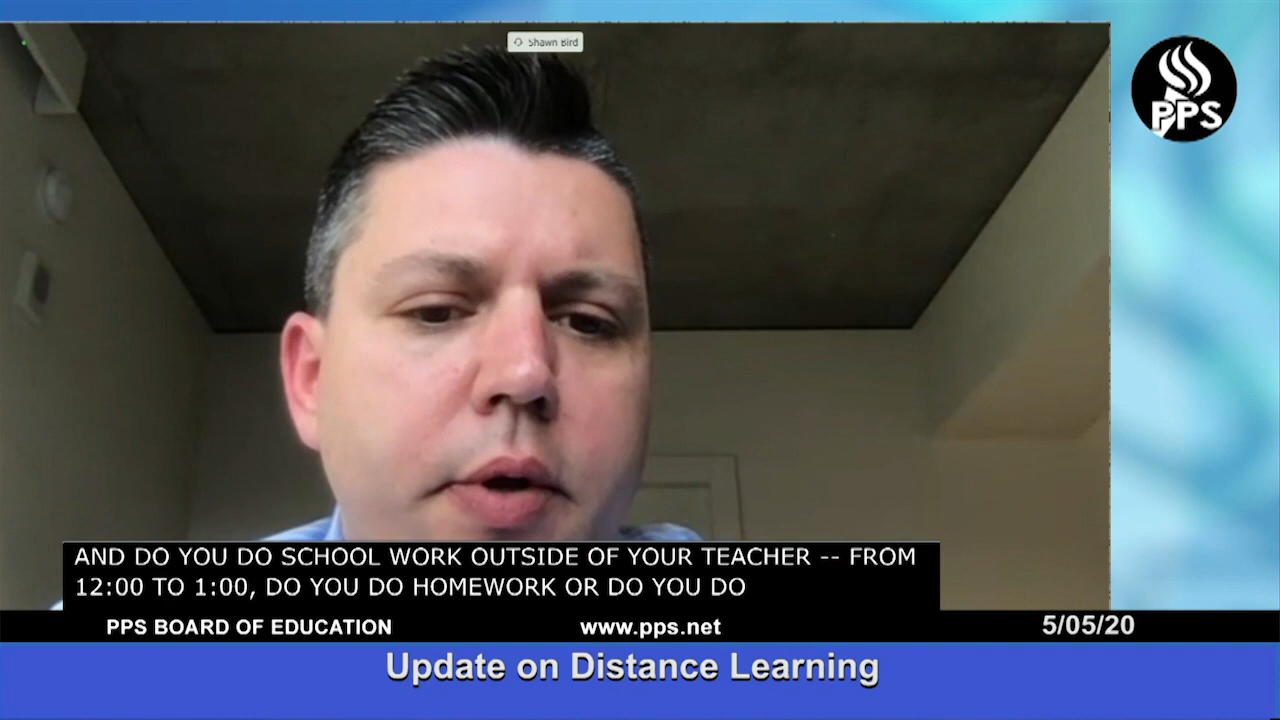 Shawn Bird
PPS
AND DO YOU DO SCHOOL WORK OUTSIDE OF YOUR TEACHER -- FROM
12:00 TO 1:00, DO YOU DO HOMEWORK OR DO YOU DO
PPS BOARD OF EDUCATION www.pps.net 5/05/20
Update on Distance Learning